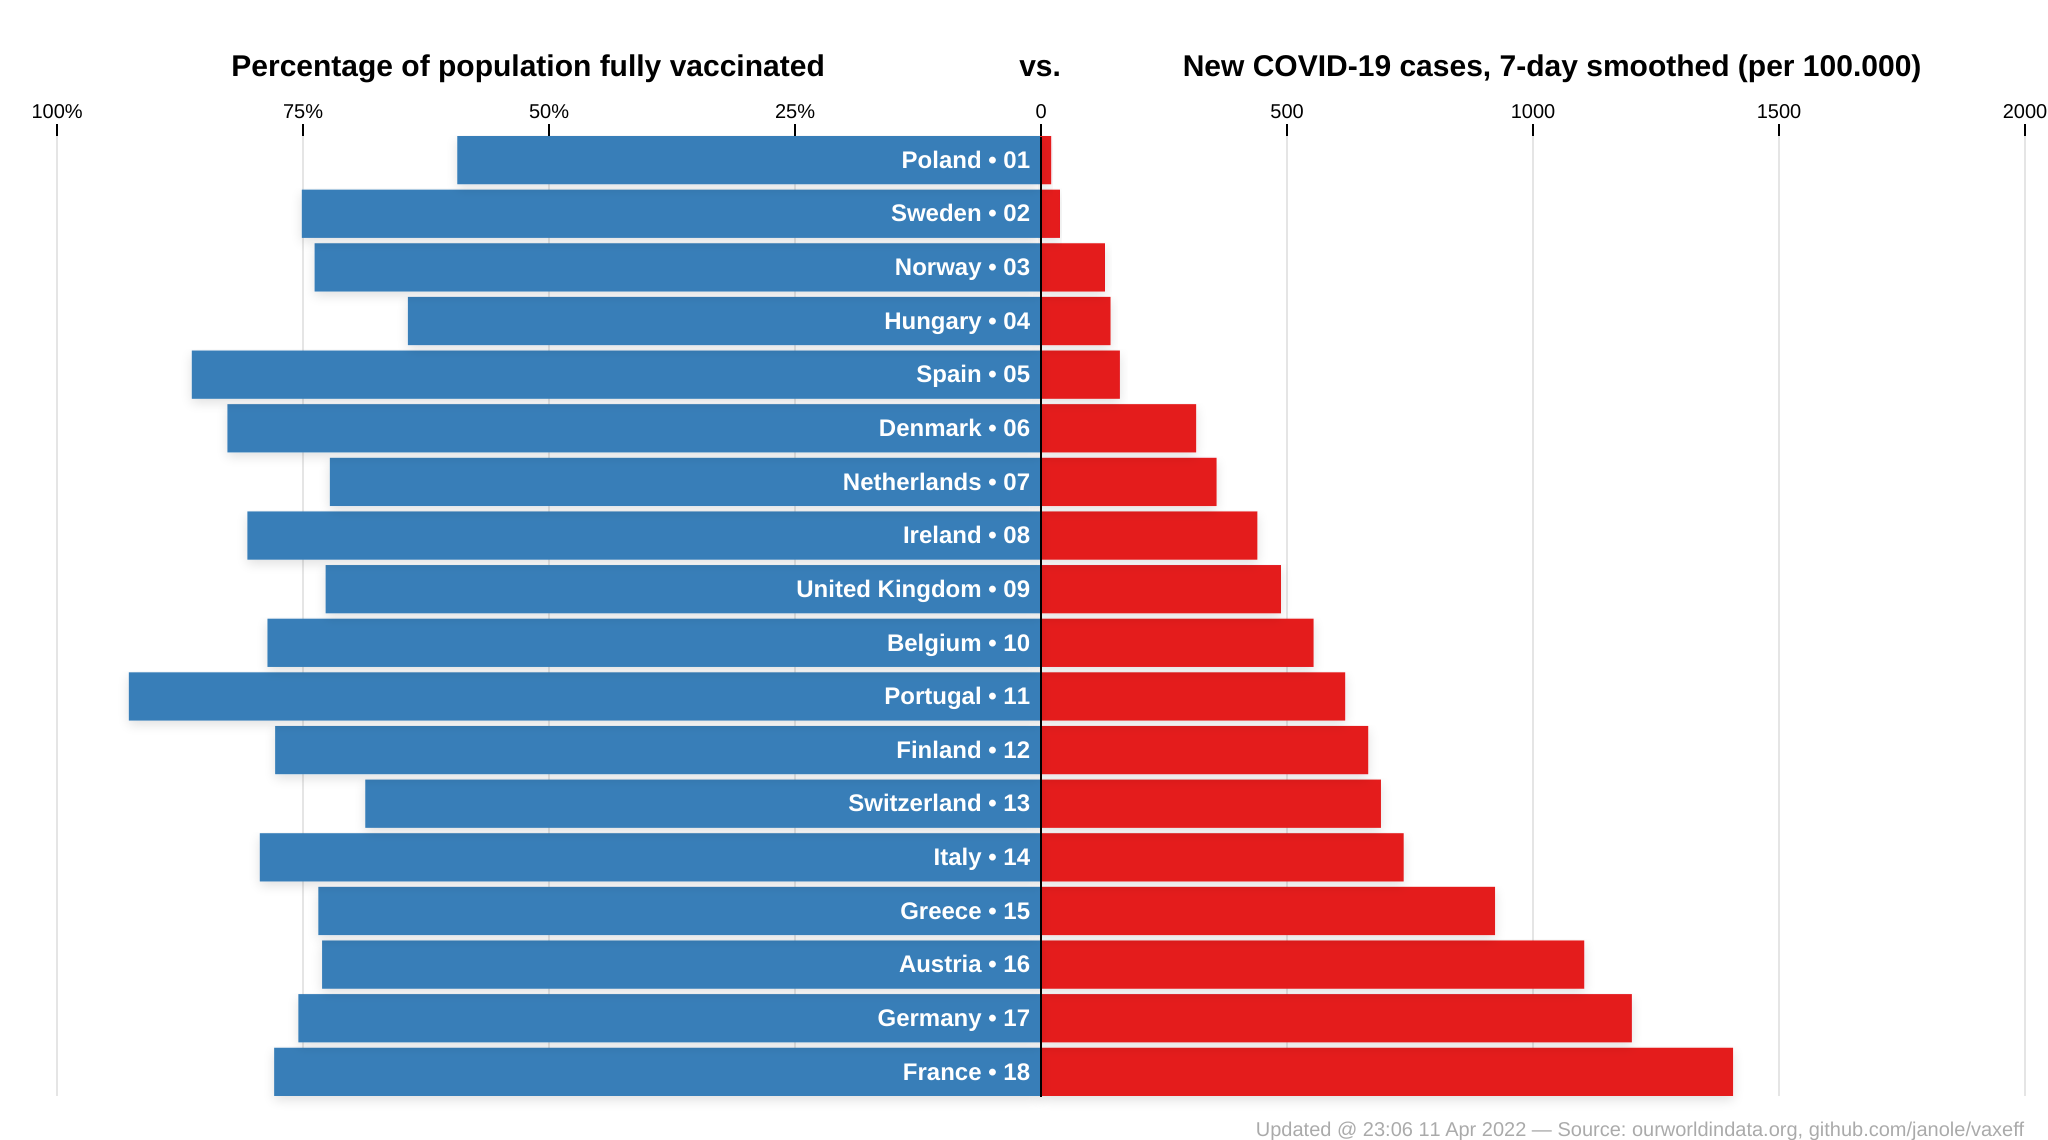 Percentage of population fully vaccinated vs. New COVID-19 cases, 7-day smoothed (per 100.000)
100% 75% 50% 25% 0 500 1000 1500 2000
Poland • 01
Sweden • 02
Norway • 03
Hungary • 04
Spain • 05
Denmark • 06
Netherlands • 07
Ireland • 08
United Kingdom • 09
Belgium • 10
Portugal • 11
Finland • 12
Switzerland • 13
Italy • 14
Greece • 15
Austria • 16
Germany • 17
France • 18
Updated @ 23:06 11 Apr 2022 — Source: ourworldindata.org, github.com/janole/vaxeff